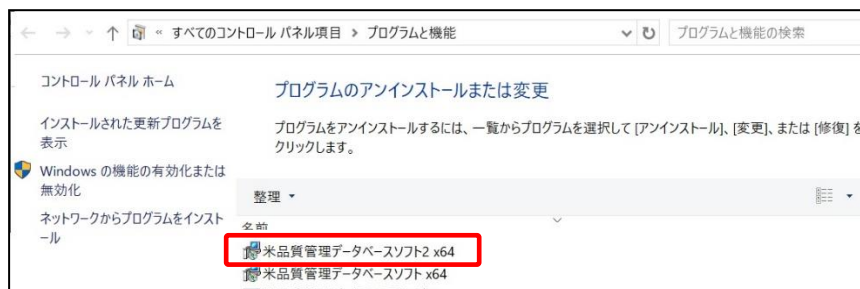 « すべてのコントロール パネル項目 > プログラムと機能
プログラムと機能の検索
コントロール パネル ホーム
インストールされた更新プログラムを
表示
Windows の機能の有効化または
無効化
ネットワークからプログラムをインスト
ール
プログラムのアンインストールまたは変更
プログラムをアンインストールするには、一覧からプログラムを選択して [アンインストール]、[変更]、または [修復] を
クリックします。
整理
名前
米品質管理データベースソフト2 x64
米品質管理データベースソフト x64